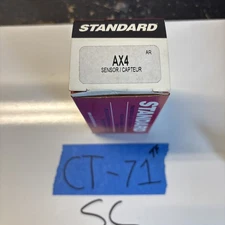 STANDARD
AR
AX4
SENSOR / CAPTEUR
STANDARD
CT-71
SC